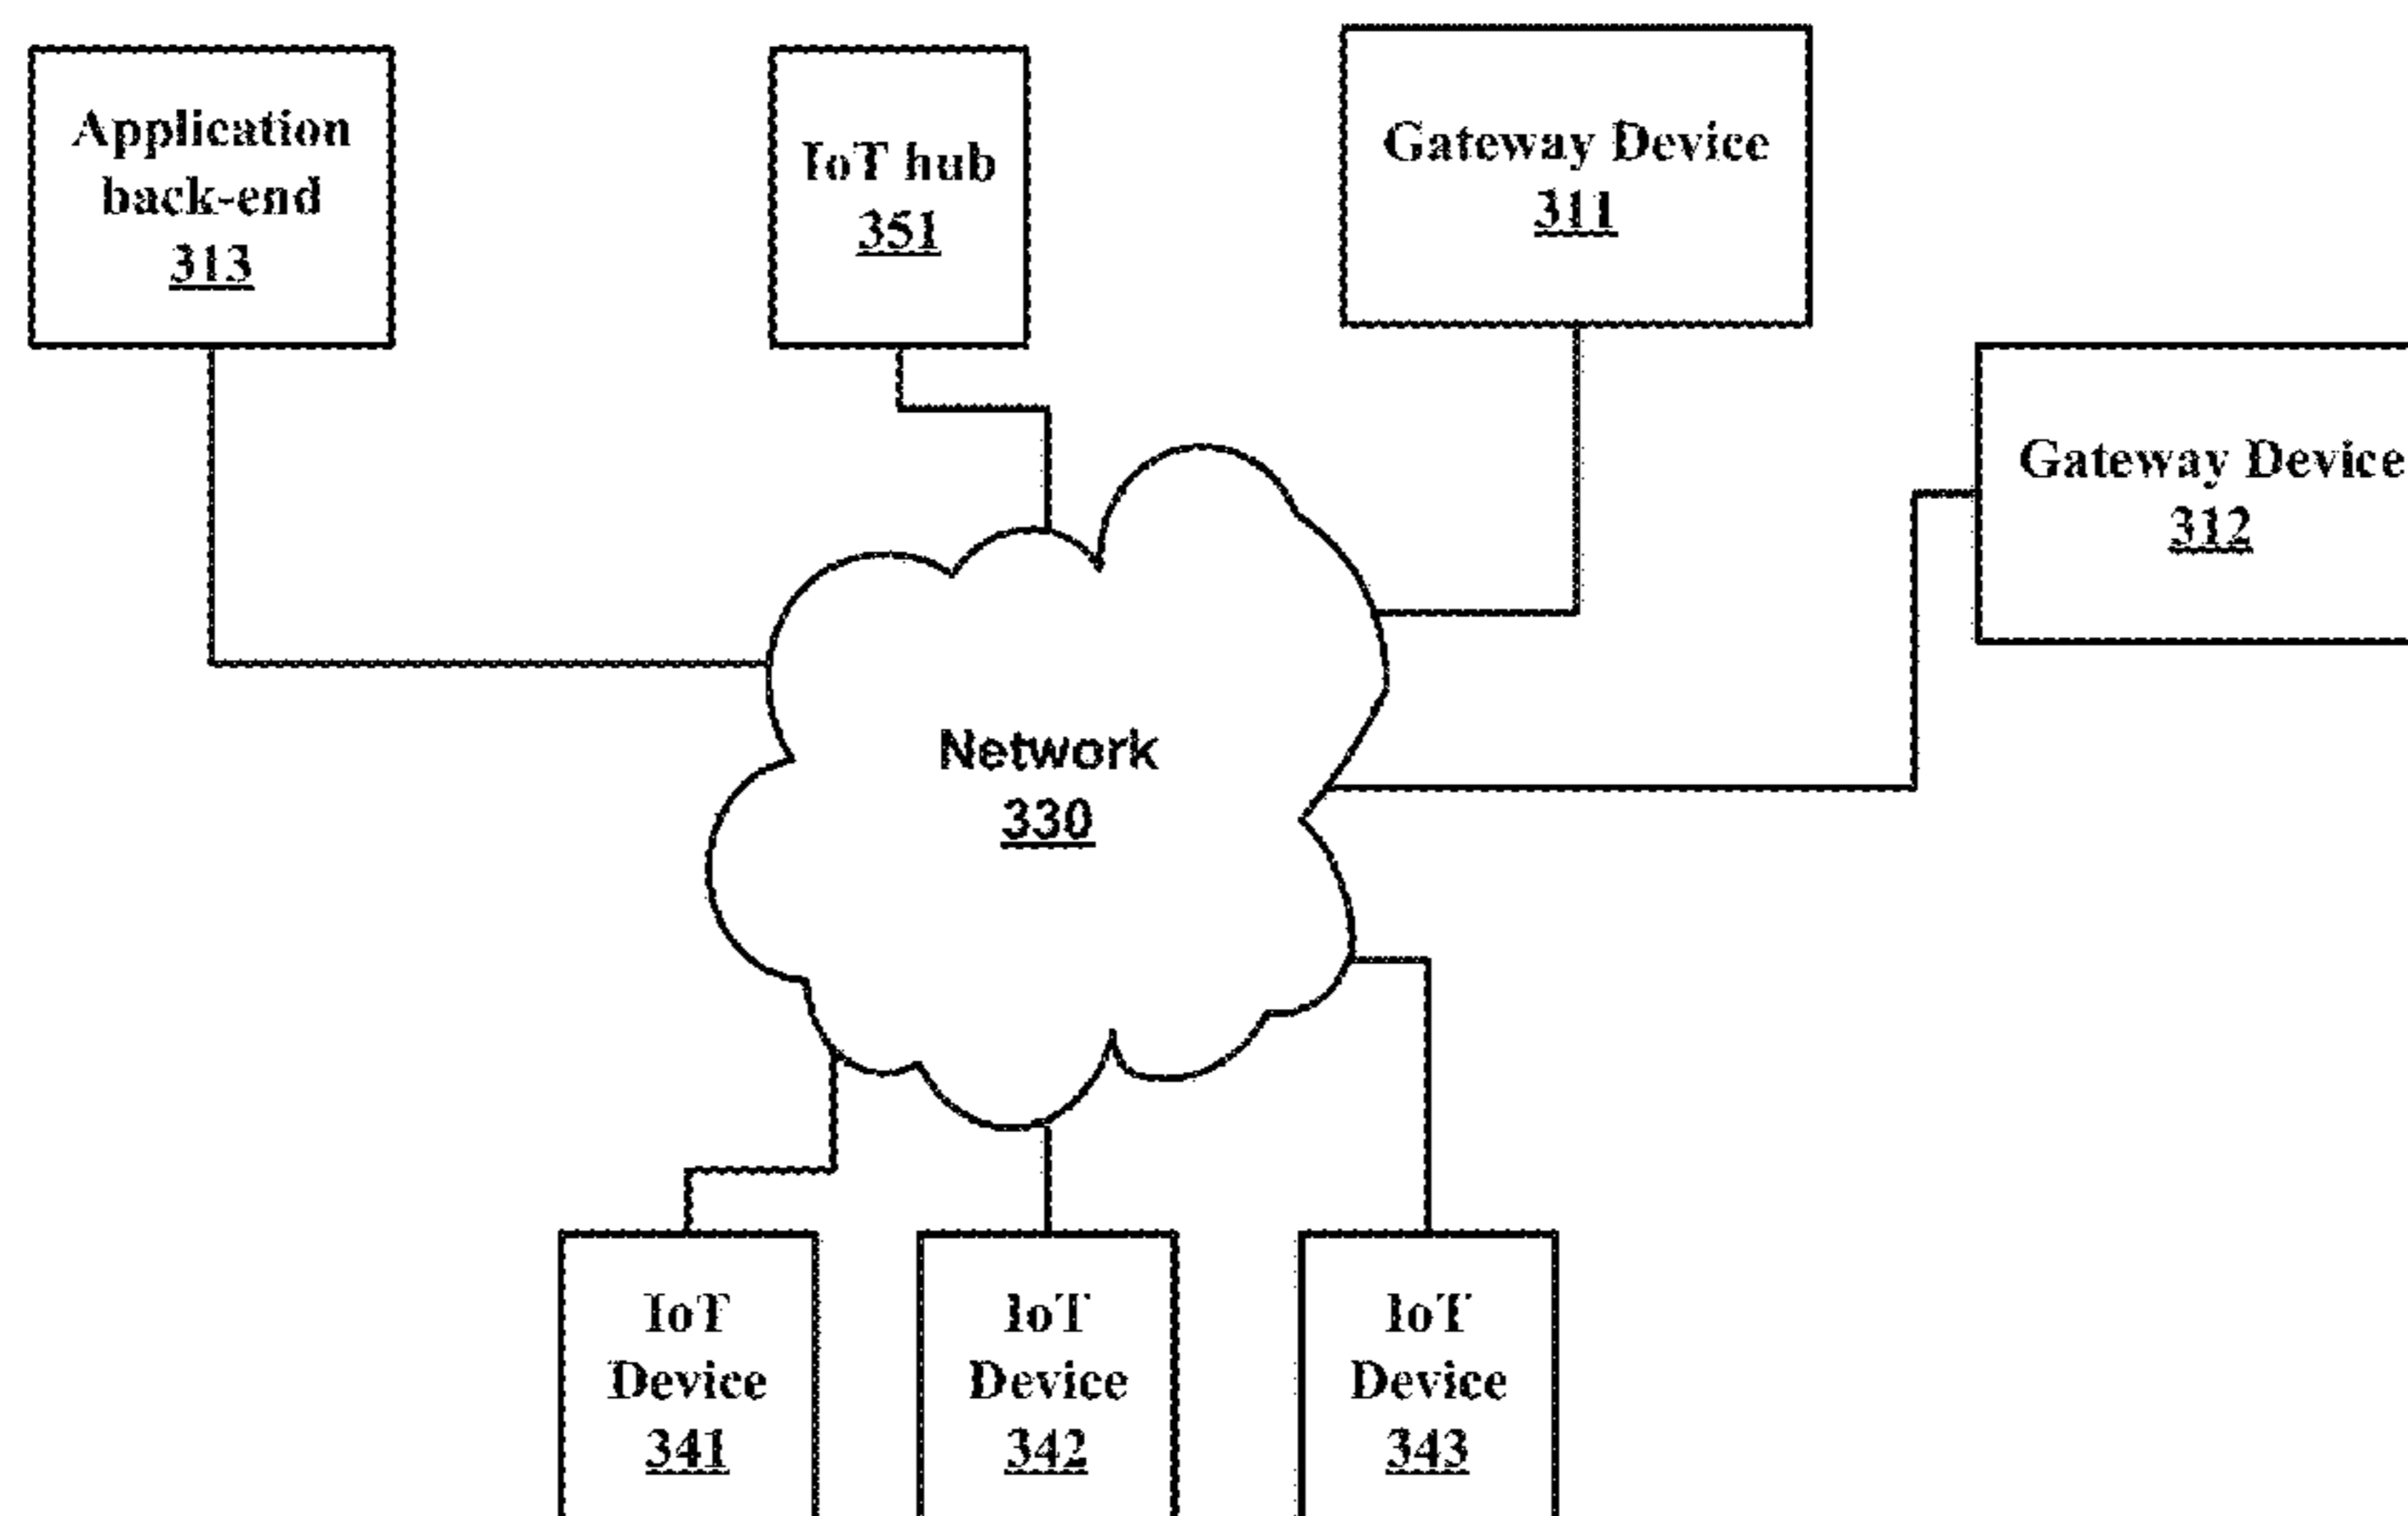 Application
back-end
313
IoT hub
351
Gateway Device
311
Gateway Device
312
Network
330
IoT
Device
341
IoT
Device
342
IoT
Device
343